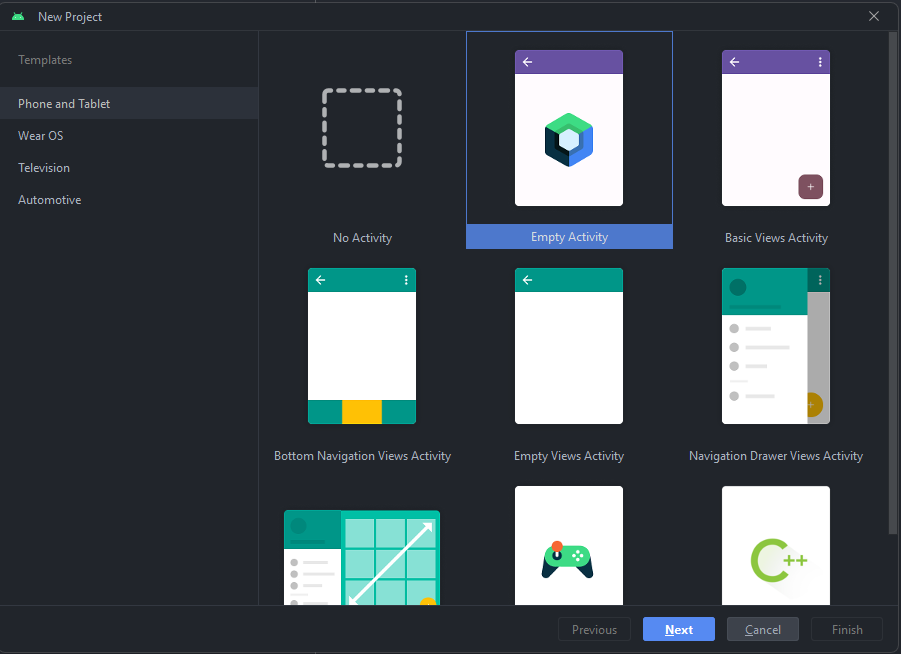 New Project
Templates
Phone and Tablet
Wear OS
Television
Automotive
No Activity
Empty Activity
Basic Views Activity
Bottom Navigation Views Activity
Empty Views Activity
Navigation Drawer Views Activity
C++
Previous
Next
Cancel
Finish